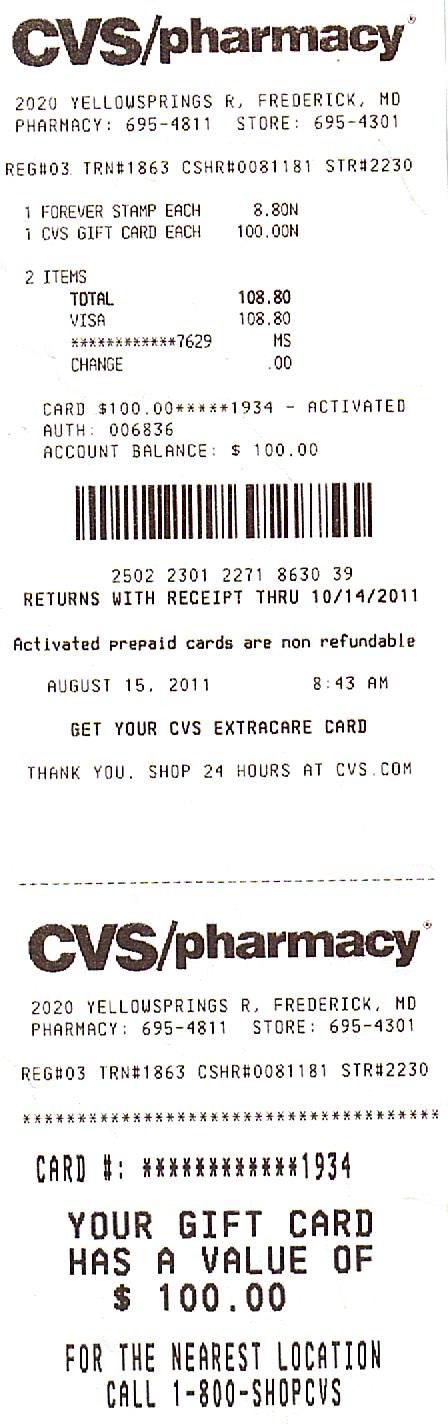 CVS/pharmacy®
2020 YELLOWSPRINGS R, FREDERICK, MD
PHARMACY: 695-4811 STORE: 695-4301
REG#03 TRN#1863 CSHR#0081181 STR#2230
1 FOREVER STAMP EACH 8.80N
1 CVS GIFT CARD EACH 100.00N
2 ITEMS
TOTAL 108.80
VISA 108.80
************7629 MS
CHANGE .00
CARD $100.00*****1934 - ACTIVATED
AUTH: 006836
ACCOUNT BALANCE: $ 100.00
2502 2301 2271 8630 39
RETURNS WITH RECEIPT THRU 10/14/2011
Activated prepaid cards are non refundable
AUGUST 15, 2011 8:43 AM
GET YOUR CVS EXTRACARE CARD
THANK YOU. SHOP 24 HOURS AT CVS.COM
CVS/pharmacy®
2020 YELLOWSPRINGS R, FREDERICK, MD
PHARMACY: 695-4811 STORE: 695-4301
REG#03 TRN#1863 CSHR#0081181 STR#2230
**************************************
CARD #: ************1934
YOUR GIFT CARD
HAS A VALUE OF
$ 100.00
FOR THE NEAREST LOCATION
CALL 1-800-SHOPCVS